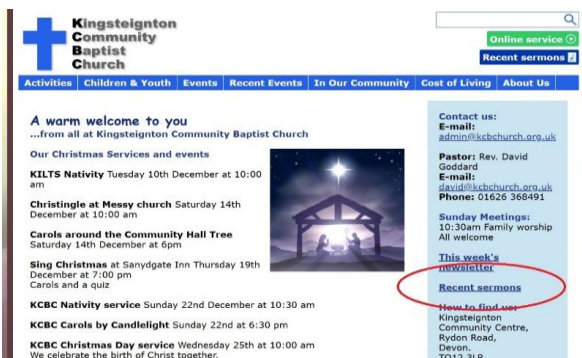 Kingsteignton
Community
Baptist
Church
Online service
Recent sermons
Activities Children & Youth Events Recent Events In Our Community Cost of Living About Us
A warm welcome to you
...from all at Kingsteignton Community Baptist Church
Our Christmas Services and events
KILTS Nativity Tuesday 10th December at 10:00
am
Christingle at Messy church Saturday 14th
December at 10:00 am
Carols around the Community Hall Tree
Saturday 14th December at 6pm
Sing Christmas at Sanydgate Inn Thursday 19th
December at 7:00 pm
Carols and a quiz
KCBC Nativity service Sunday 22nd December at 10:30 am
KCBC Carols by Candlelight Sunday 22nd at 6:30 pm
KCBC Christmas Day service Wednesday 25th at 10:00 am
We celebrate the birth of Christ together.
Contact us:
E-mail:
admin@kcbchurch.org.uk
Pastor: Rev. David
Goddard
E-mail:
david@kcbchurch.org.uk
Phone: 01626 368491
Sunday Meetings:
10:30am Family worship
All welcome
This week's
newsletter
Recent sermons
How to find us:
Kingsteignton
Community Centre,
Rydon Road,
Devon.
TQ12 3LP